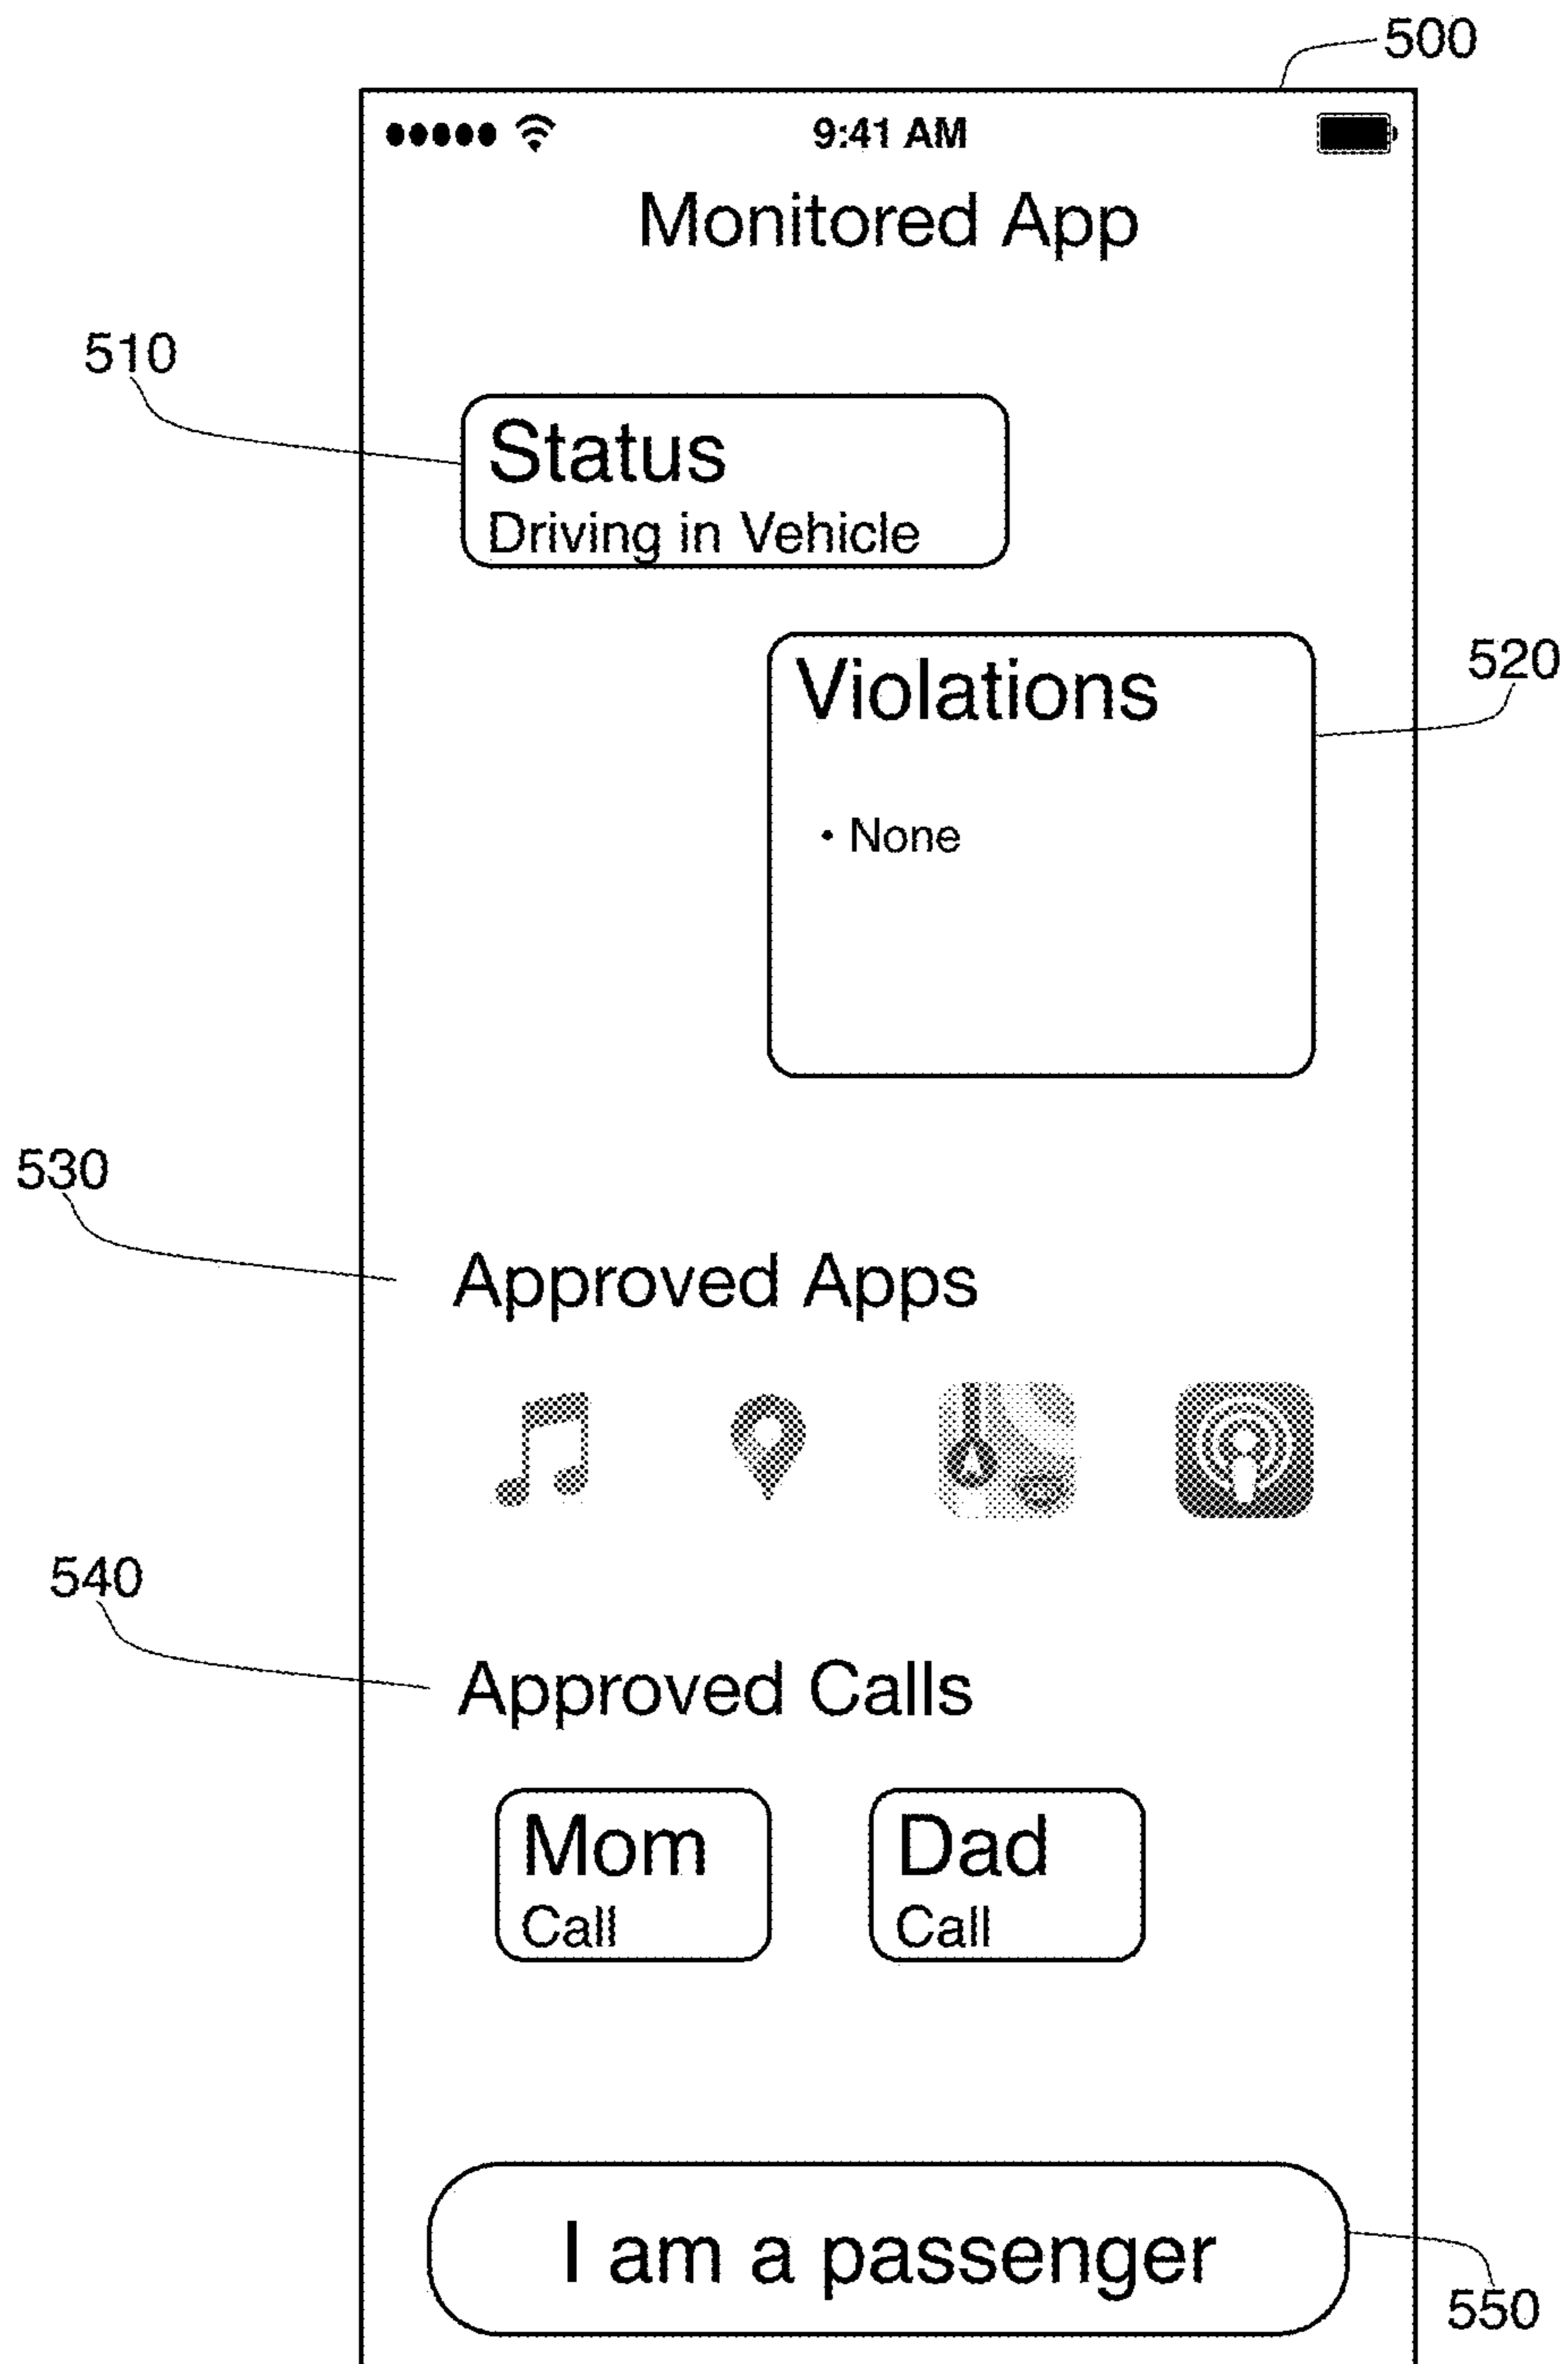 500
9:41 AM
Monitored App
510
Status
Driving in Vehicle
520
Violations
• None
530
Approved Apps
540
Approved Calls
Mom
Call
Dad
Call
I am a passenger
550